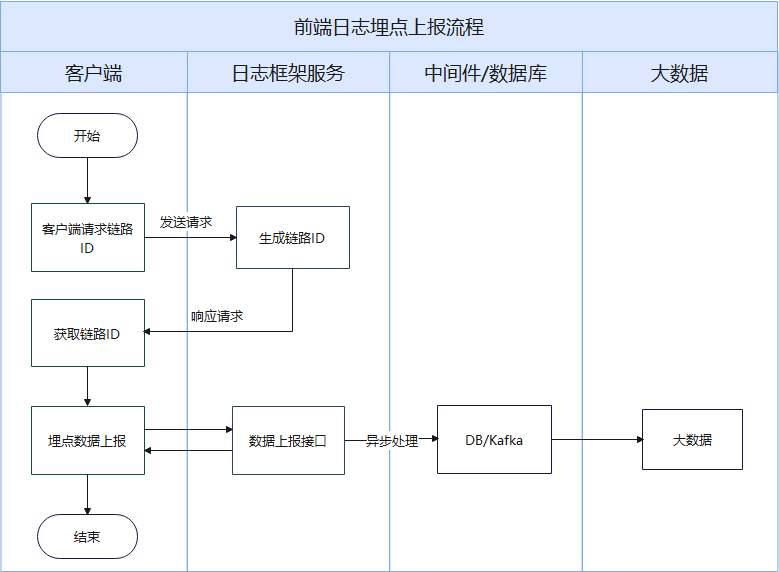 前端日志埋点上报流程
客户端
日志框架服务
中间件/数据库
大数据
开始
客户端请求链路
ID
发送请求
生成链路ID
响应请求
获取链路ID
埋点数据上报
数据上报接口
异步处理
DB/Kafka
大数据
结束